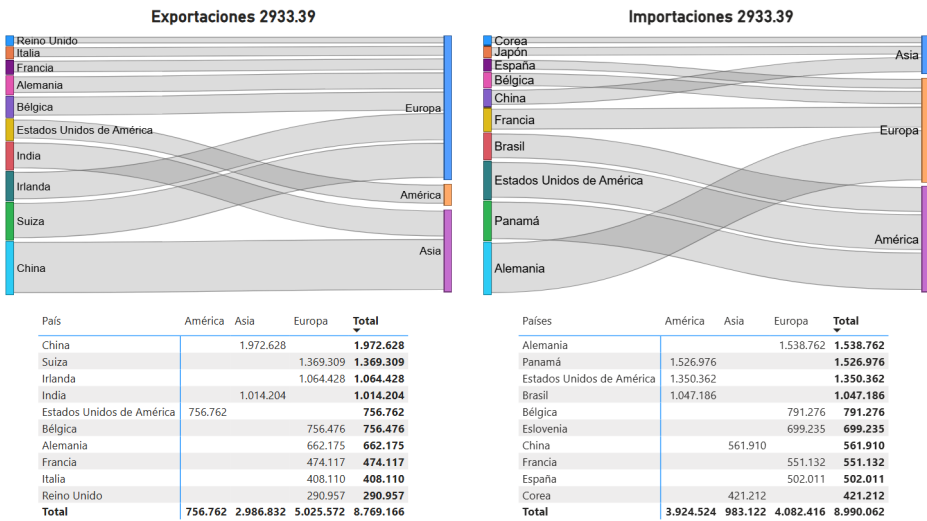 Exportaciones 2933.39
Reino Unido
Italia
Francia
Alemania
Bélgica
Estados Unidos de América
India
Irlanda
Suiza
China
Europa
América
Asia
Importaciones 2933.39
Corea
Japón
España
Bélgica
China
Francia
Brasil
Estados Unidos de América
Panamá
Alemania
Asia
Europa
América
País América Asia Europa Total
China 1.972.628 1.972.628
Suiza 1.369.309 1.369.309
Irlanda 1.064.428 1.064.428
India 1.014.204 1.014.204
Estados Unidos de América 756.762 756.762
Bélgica 756.476 756.476
Alemania 662.175 662.175
Francia 474.117 474.117
Italia 408.110 408.110
Reino Unido 290.957 290.957
Total 756.762 2.986.832 5.025.572 8.769.166
Países América Asia Europa Total
Alemania 1.538.762 1.538.762
Panamá 1.526.976 1.526.976
Estados Unidos de América 1.350.362 1.350.362
Brasil 1.047.186 1.047.186
Bélgica 791.276 791.276
Eslovenia 699.235 699.235
China 561.910 561.910
Francia 551.132 551.132
España 502.011 502.011
Corea 421.212 421.212
Total 3.924.524 983.122 4.082.416 8.990.062